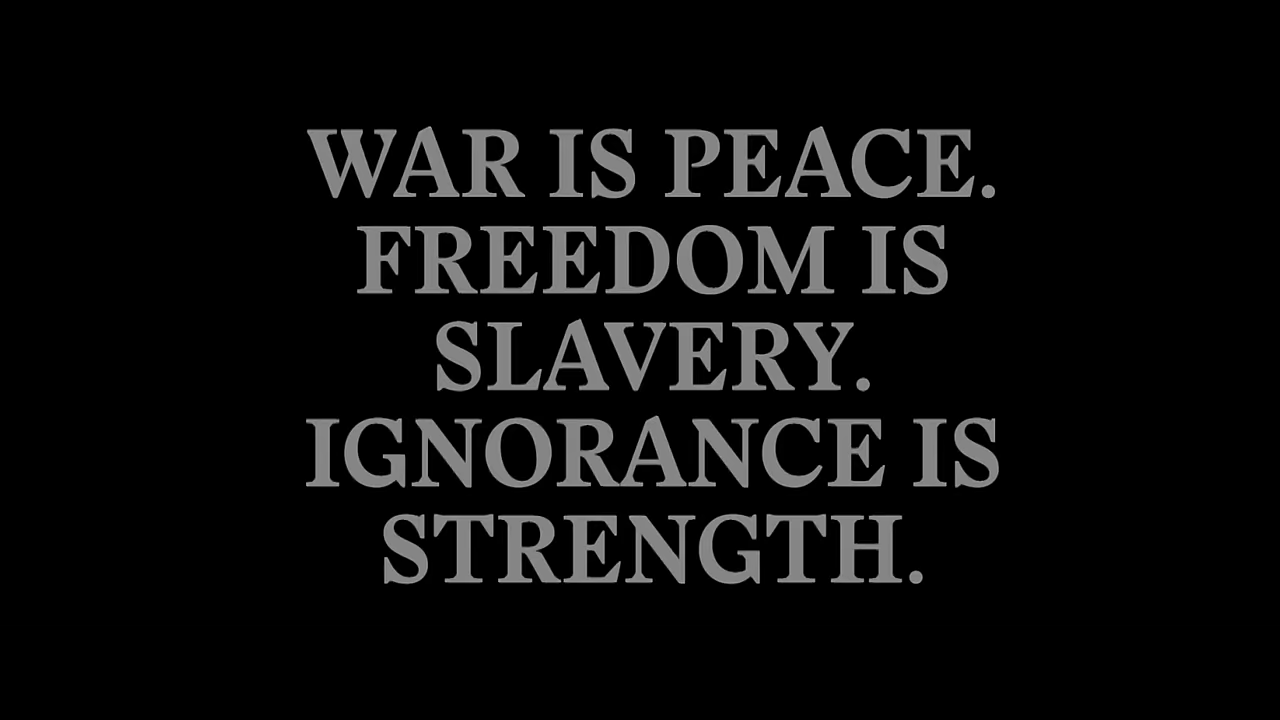 WAR IS PEACE.
FREEDOM IS
SLAVERY.
IGNORANCE IS
STRENGTH.